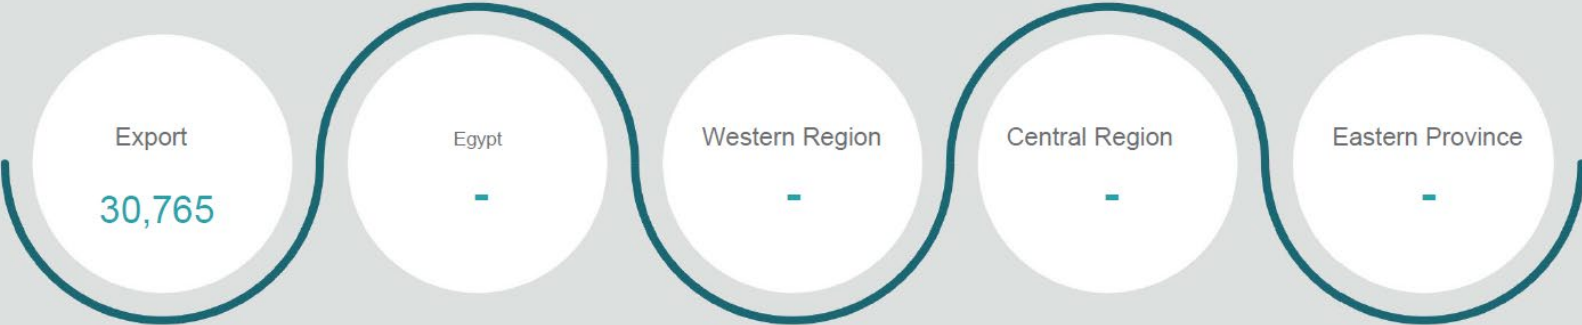 Export
30,765
Egypt
-
Western Region
-
Central Region
-
Eastern Province
-